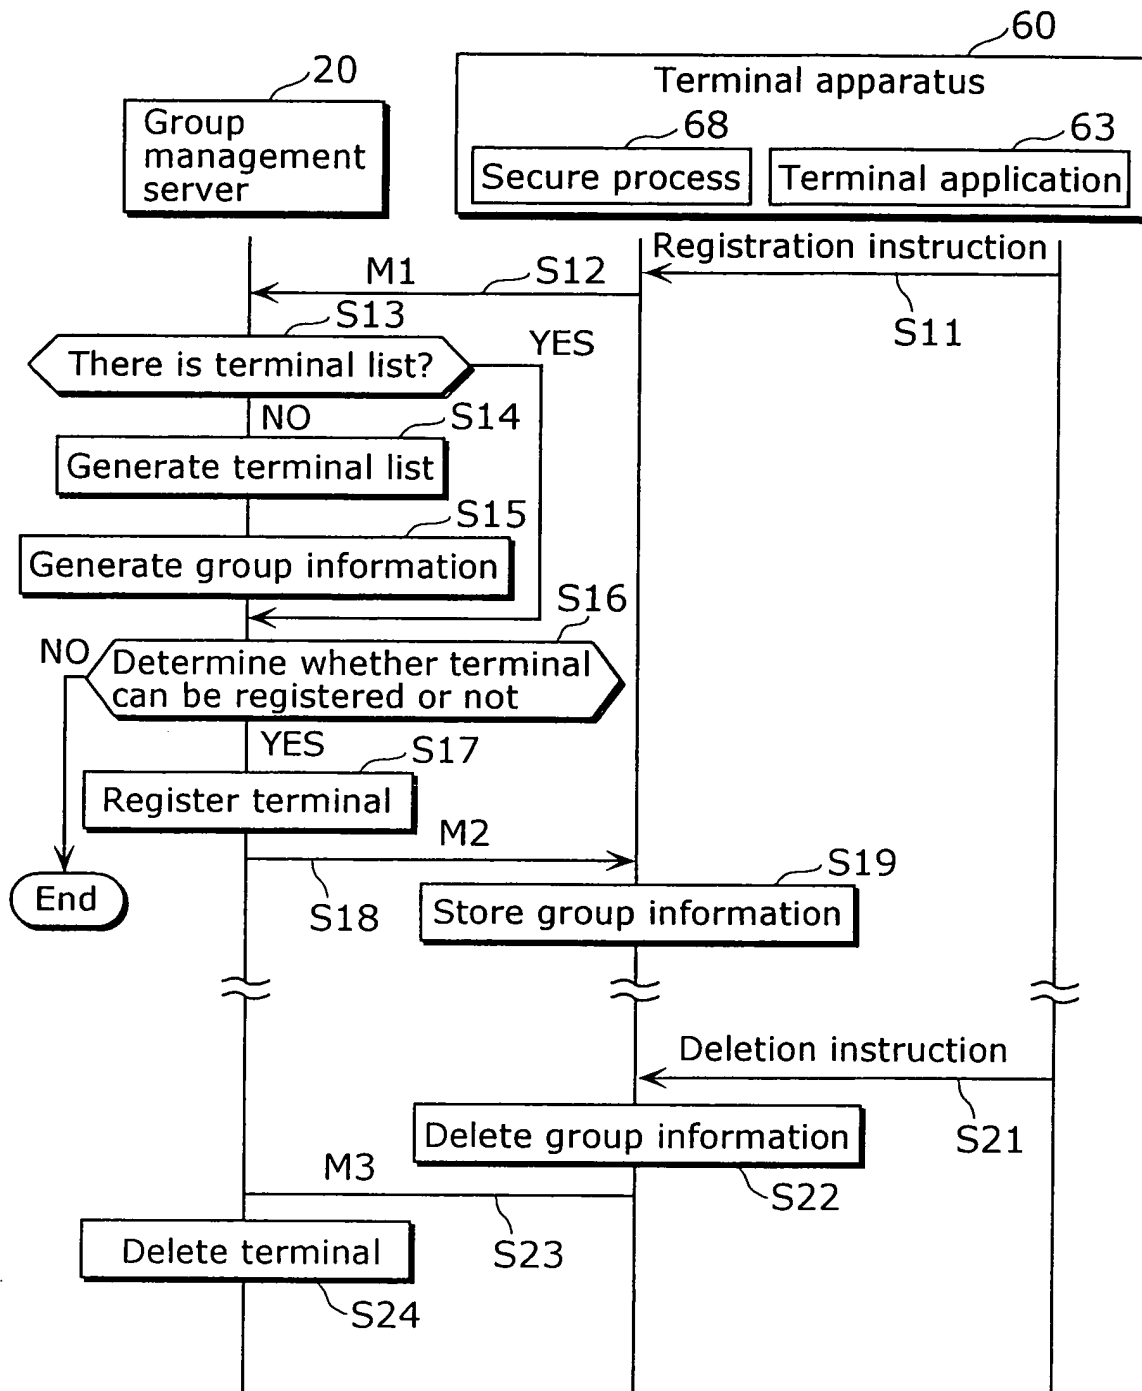 60
20
Terminal apparatus
Group
management
server
68
63
Secure process
Terminal application
Registration instruction
M1
S12
S11
S13
YES
There is terminal list?
NO
S14
Generate terminal list
S15
Generate group information
S16
NO
Determine whether terminal
can be registered or not
YES
S17
Register terminal
M2
S19
End
S18
Store group information
Deletion instruction
S21
Delete group information
M3
S22
S23
Delete terminal
S24